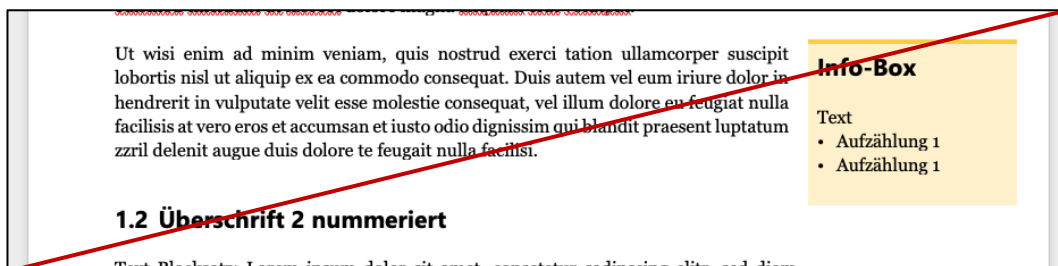 Ut wisi enim ad minim veniam, quis nostrud exerci tation ullamcorper suscipit
lobortis nisl ut aliquip ex ea commodo consequat. Duis autem vel eum iriure dolor in
hendrerit in vulputate velit esse molestie consequat, vel illum dolore eu feugiat nulla
facilisis at vero eros et accumsan et iusto odio dignissim qui blandit praesent luptatum
zzril delenit augue duis dolore te feugait nulla facilisi.
Info-Box
Text
• Aufzählung 1
• Aufzählung 1
1.2 Überschrift 2 nummeriert